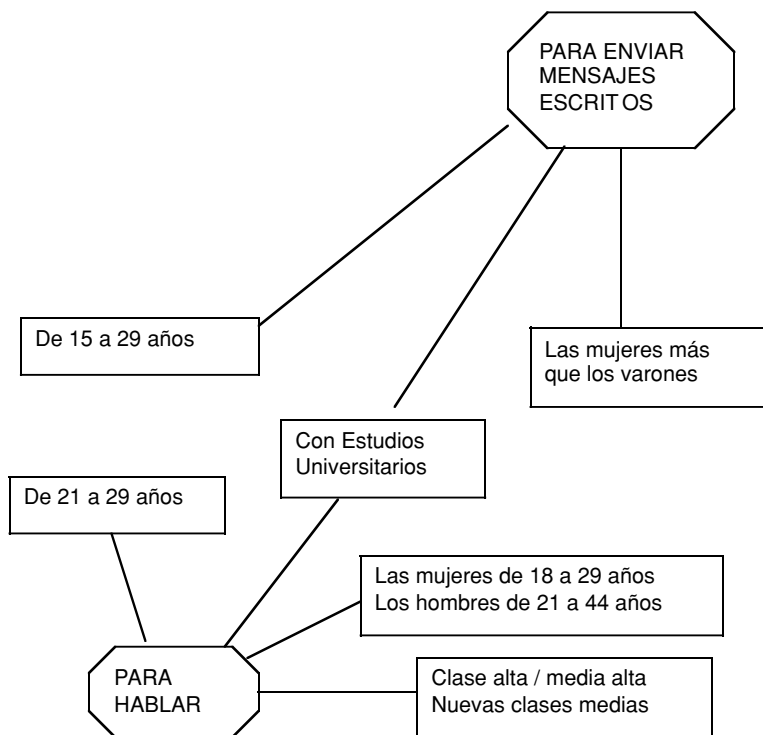 PARA ENVIAR
MENSAJES
ESCRITOS
De 15 a 29 años
Las mujeres más
que los varones
Con Estudios
Universitarios
De 21 a 29 años
Las mujeres de 18 a 29 años
Los hombres de 21 a 44 años
PARA
HABLAR
Clase alta / media alta
Nuevas clases medias